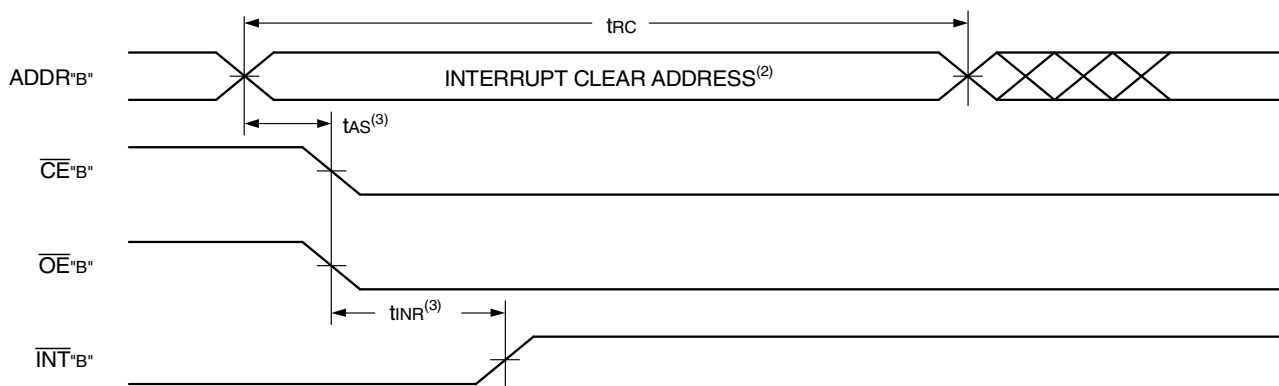 tRC
ADDR"B"
INTERRUPT CLEAR ADDRESS(2)
tAS(3)
CE"B"
OE"B"
tINR(3)
INT"B"